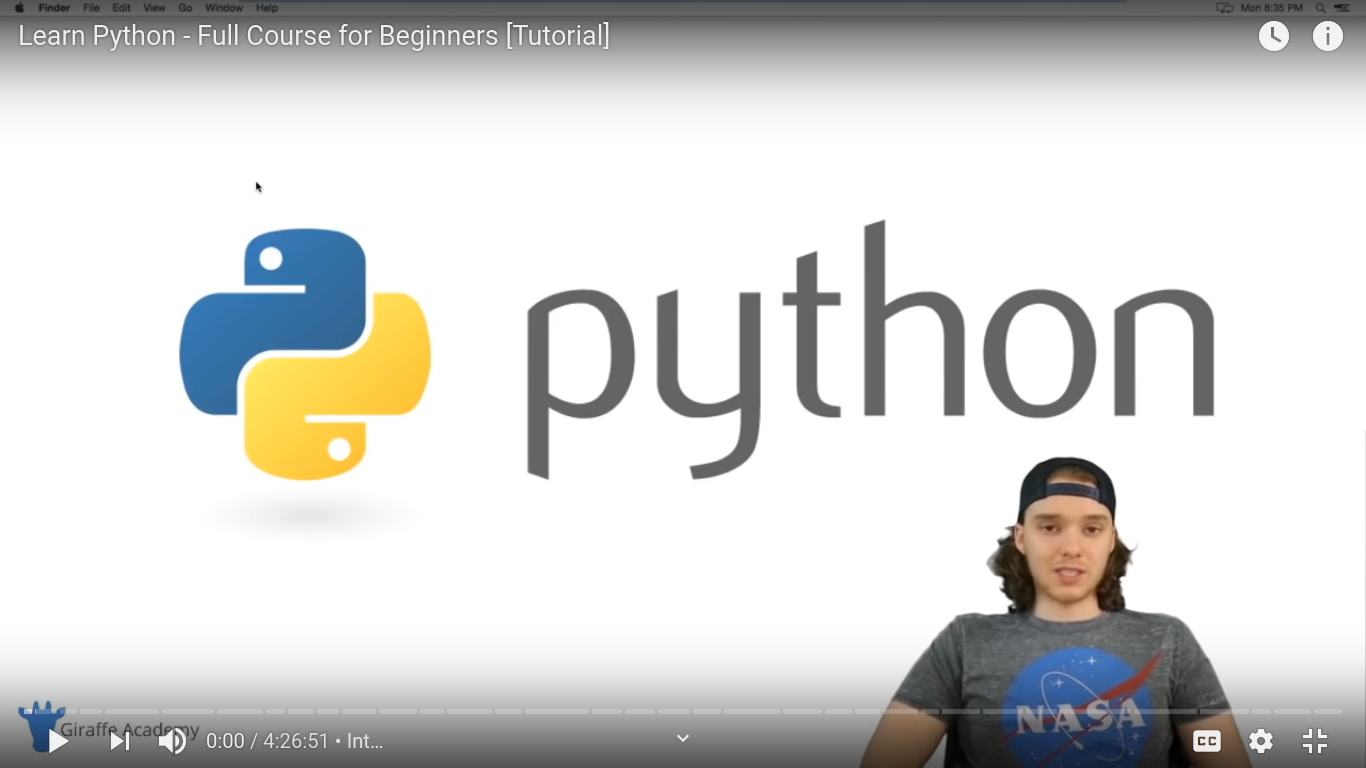 Finder File Edit View Go Window Help Mon 8:35 PM
Learn Python - Full Course for Beginners [Tutorial]
python
NASA
Giraffe Academy
0:00 / 4:26:51 • Int...
CC